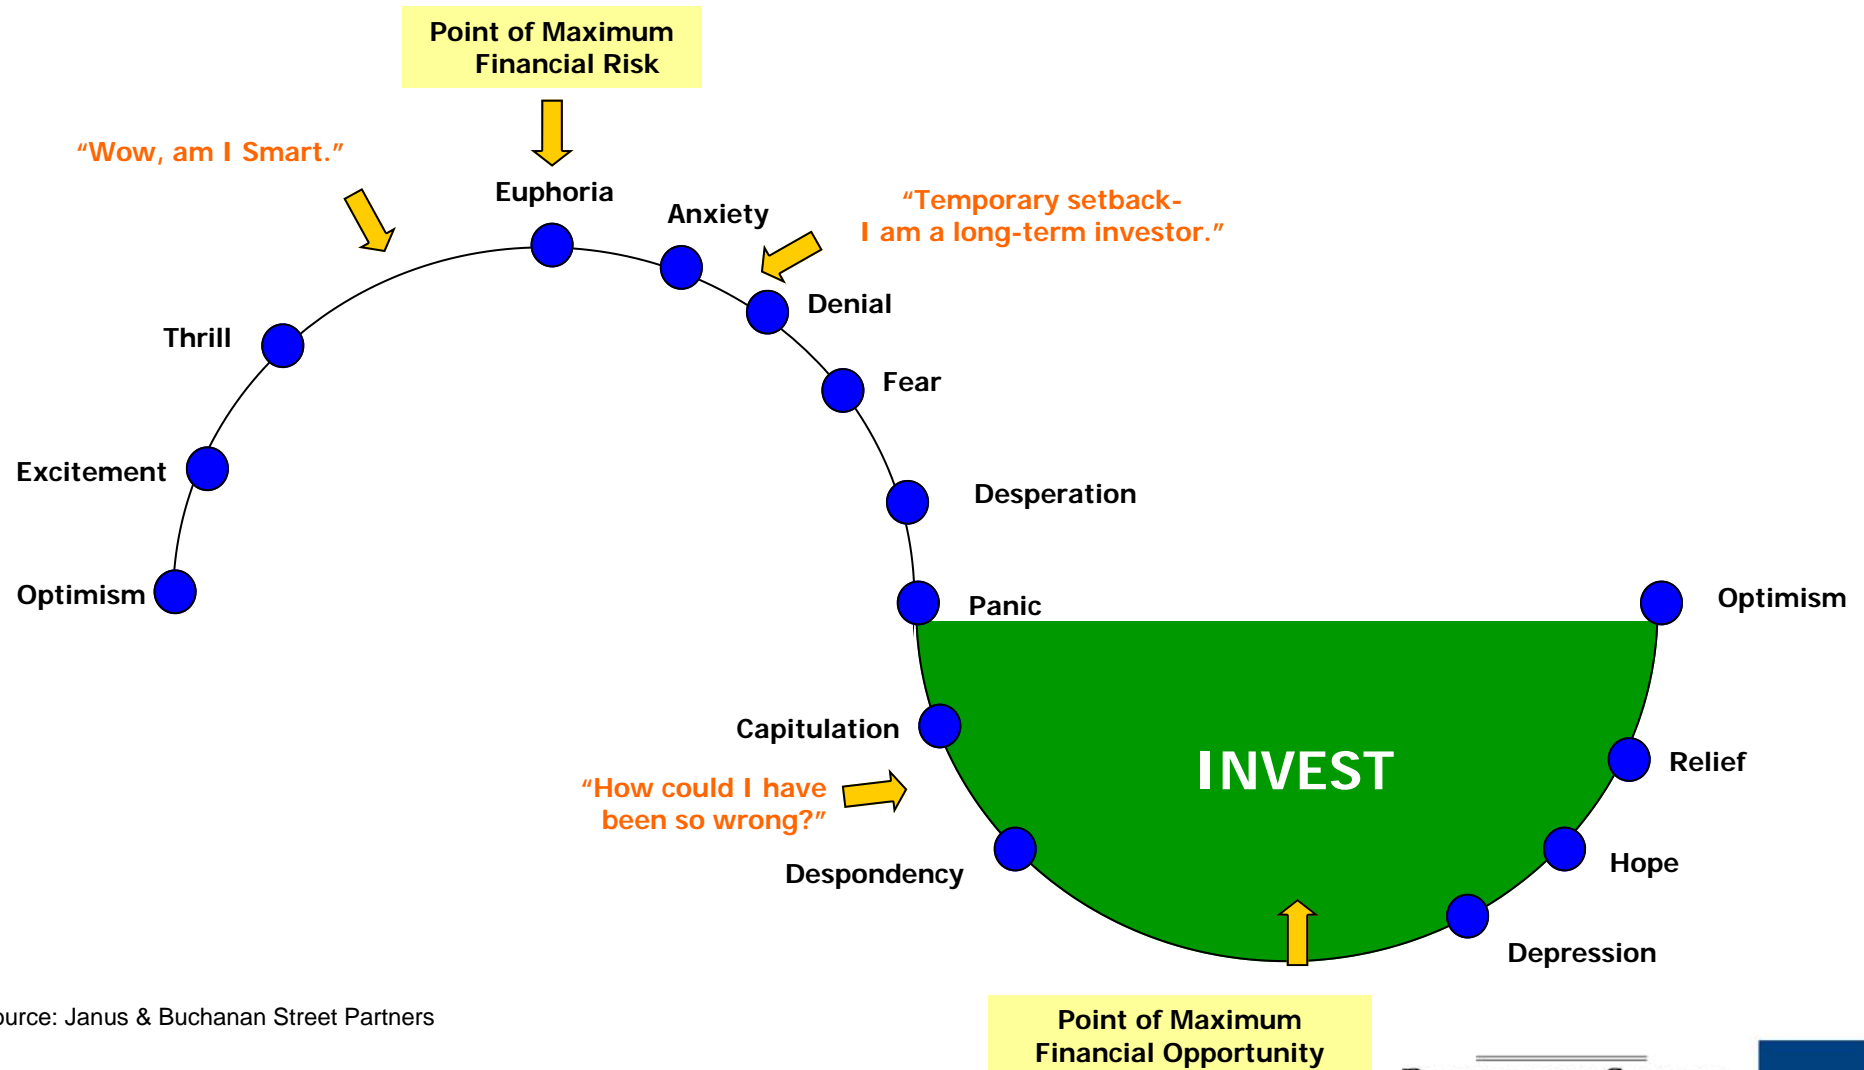 Point of Maximum
Financial Risk
“Wow, am I Smart.”
Euphoria
Anxiety
“Temporary setback-
I am a long-term investor.”
Denial
Thrill
Fear
Excitement
Desperation
Optimism
Panic
Optimism
Capitulation
INVEST
Relief
“How could I have
been so wrong?”
Despondency
Hope
Depression
ource: Janus & Buchanan Street Partners
Point of Maximum
Financial Opportunity